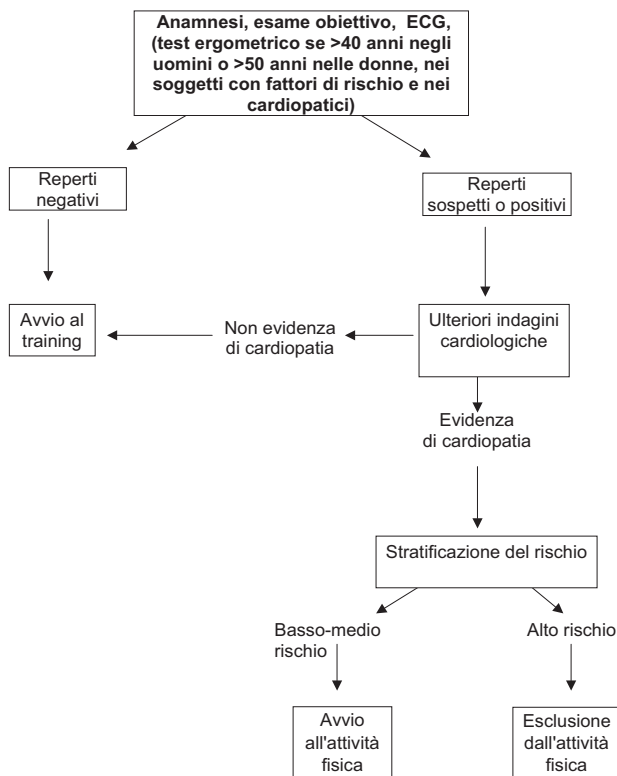 Anamnesi, esame obiettivo, ECG,
(test ergometrico se >40 anni negli
uomini o >50 anni nelle donne, nei
soggetti con fattori di rischio e nei
cardiopatici)
Reperti
negativi
Reperti
sospetti o positivi
Avvio al
training
Non evidenza
di cardiopatia
Ulteriori indagini
cardiologiche
Evidenza
di cardiopatia
Stratificazione del rischio
Basso-medio
rischio
Alto rischio
Avvio
all'attività
fisica
Esclusione
dall'attività
fisica